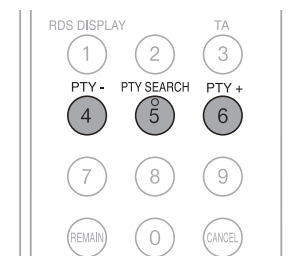 RDS DISPLAY TA
1 2 3
PTY - PTY SEARCH PTY +
4 5 6
7 8 9
REMAIN 0 CANCEL